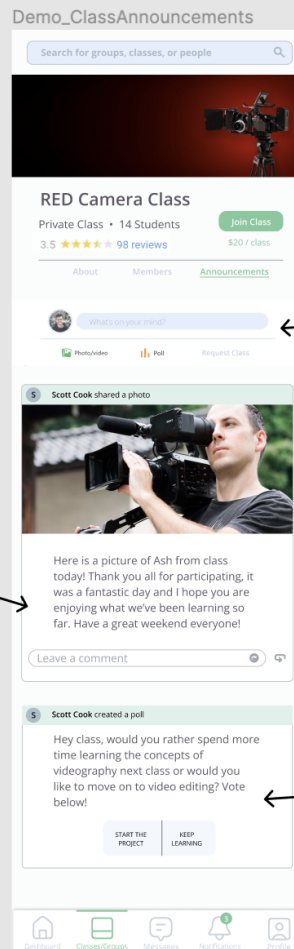 Demo_ClassAnnouncements
Search for groups, classes, or people
RED Camera Class
Private Class • 14 Students
Join Class
3.5 98 reviews
$20 / class
About Members Announcements
What's on your mind?
Photo/video Poll Request Class
S Scott Cook shared a photo
Here is a picture of Ash from class
today! Thank you all for participating, it
was a fantastic day and I hope you are
enjoying what we've been learning so
far. Have a great weekend everyone!
Leave a comment
S Scott Cook created a poll
Hey class, would you rather spend more
time learning the concepts of
videography next class or would you
like to move on to video editing? Vote
below!
START THE
PROJECT
KEEP
LEARNING
3
Dashboard Classes/Groups Messages Notifications Profile